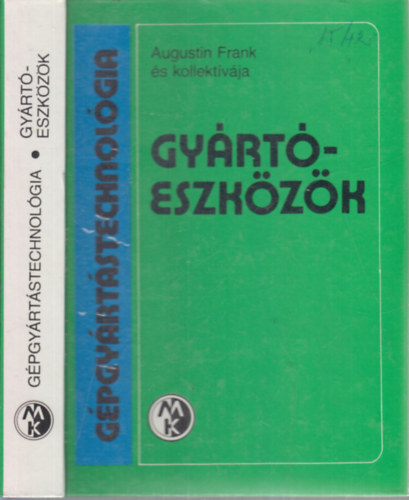 GÉPGYÁRTÁSTECHNOLÓGIA • GYÁRTÓ-
ESZKÖZÖK
MK
GÉPGYÁRTÁSTECHNOLÓGIA
Augustin Frank
és kollektívája
GYÁRTÓ-
ESZKÖZÖK
MK